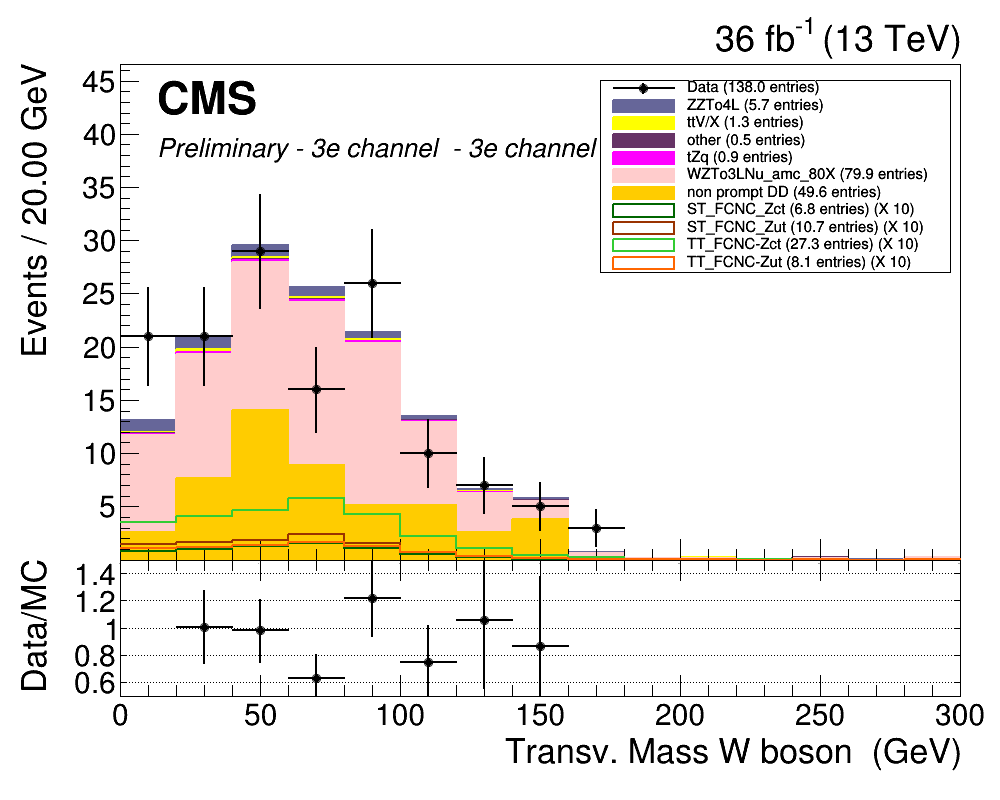 36 fb-1 (13 TeV)
CMS
Preliminary - 3e channel - 3e channel
Data (138.0 entries)
ZZTo4L (5.7 entries)
ttV/X (1.3 entries)
other (0.5 entries)
tZq (0.9 entries)
WZTo3LNu_amc_80X (79.9 entries)
non prompt DD (49.6 entries)
ST_FCNC_Zct (6.8 entries) (X 10)
ST_FCNC_Zut (10.7 entries) (X 10)
TT_FCNC-Zct (27.3 entries) (X 10)
TT_FCNC-Zut (8.1 entries) (X 10)
Events / 20.00 GeV
45
40
35
30
25
20
15
10
5
Data/MC
1.4
1.2
1
0.8
0.6
0 50 100 150 200 250 300
Transv. Mass W boson (GeV)